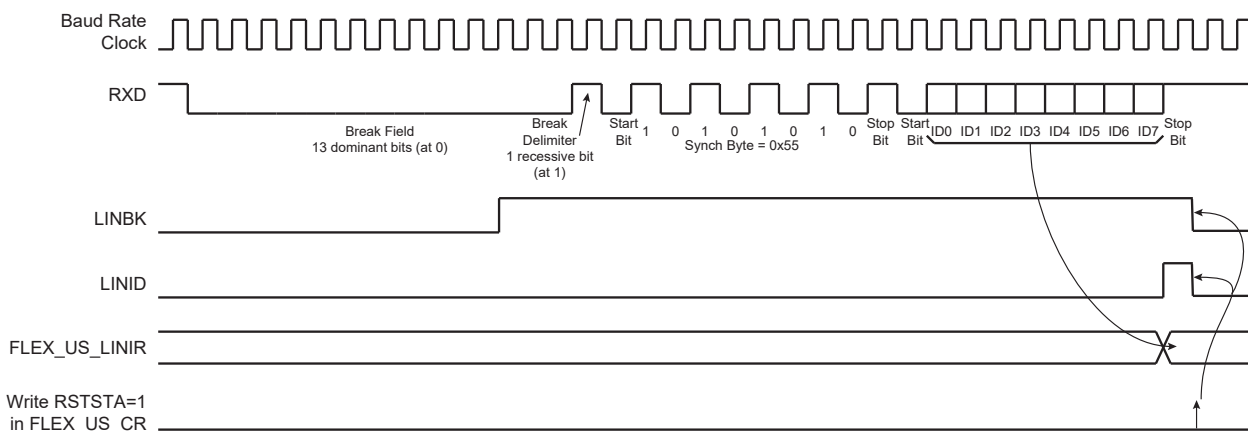 Baud Rate
Clock
RXD
Break Field
13 dominant bits (at 0)
Break
Delimiter
1 recessive bit
(at 1)
Start
Bit
1 0 1 0 1 0 1 0
Synch Byte = 0x55
Stop
Bit
Start
Bit
ID0 ID1 ID2 ID3 ID4 ID5 ID6 ID7
Stop
Bit
LINBK
LINID
FLEX_US_LINIR
Write RSTSTA=1
in FLEX_US_CR